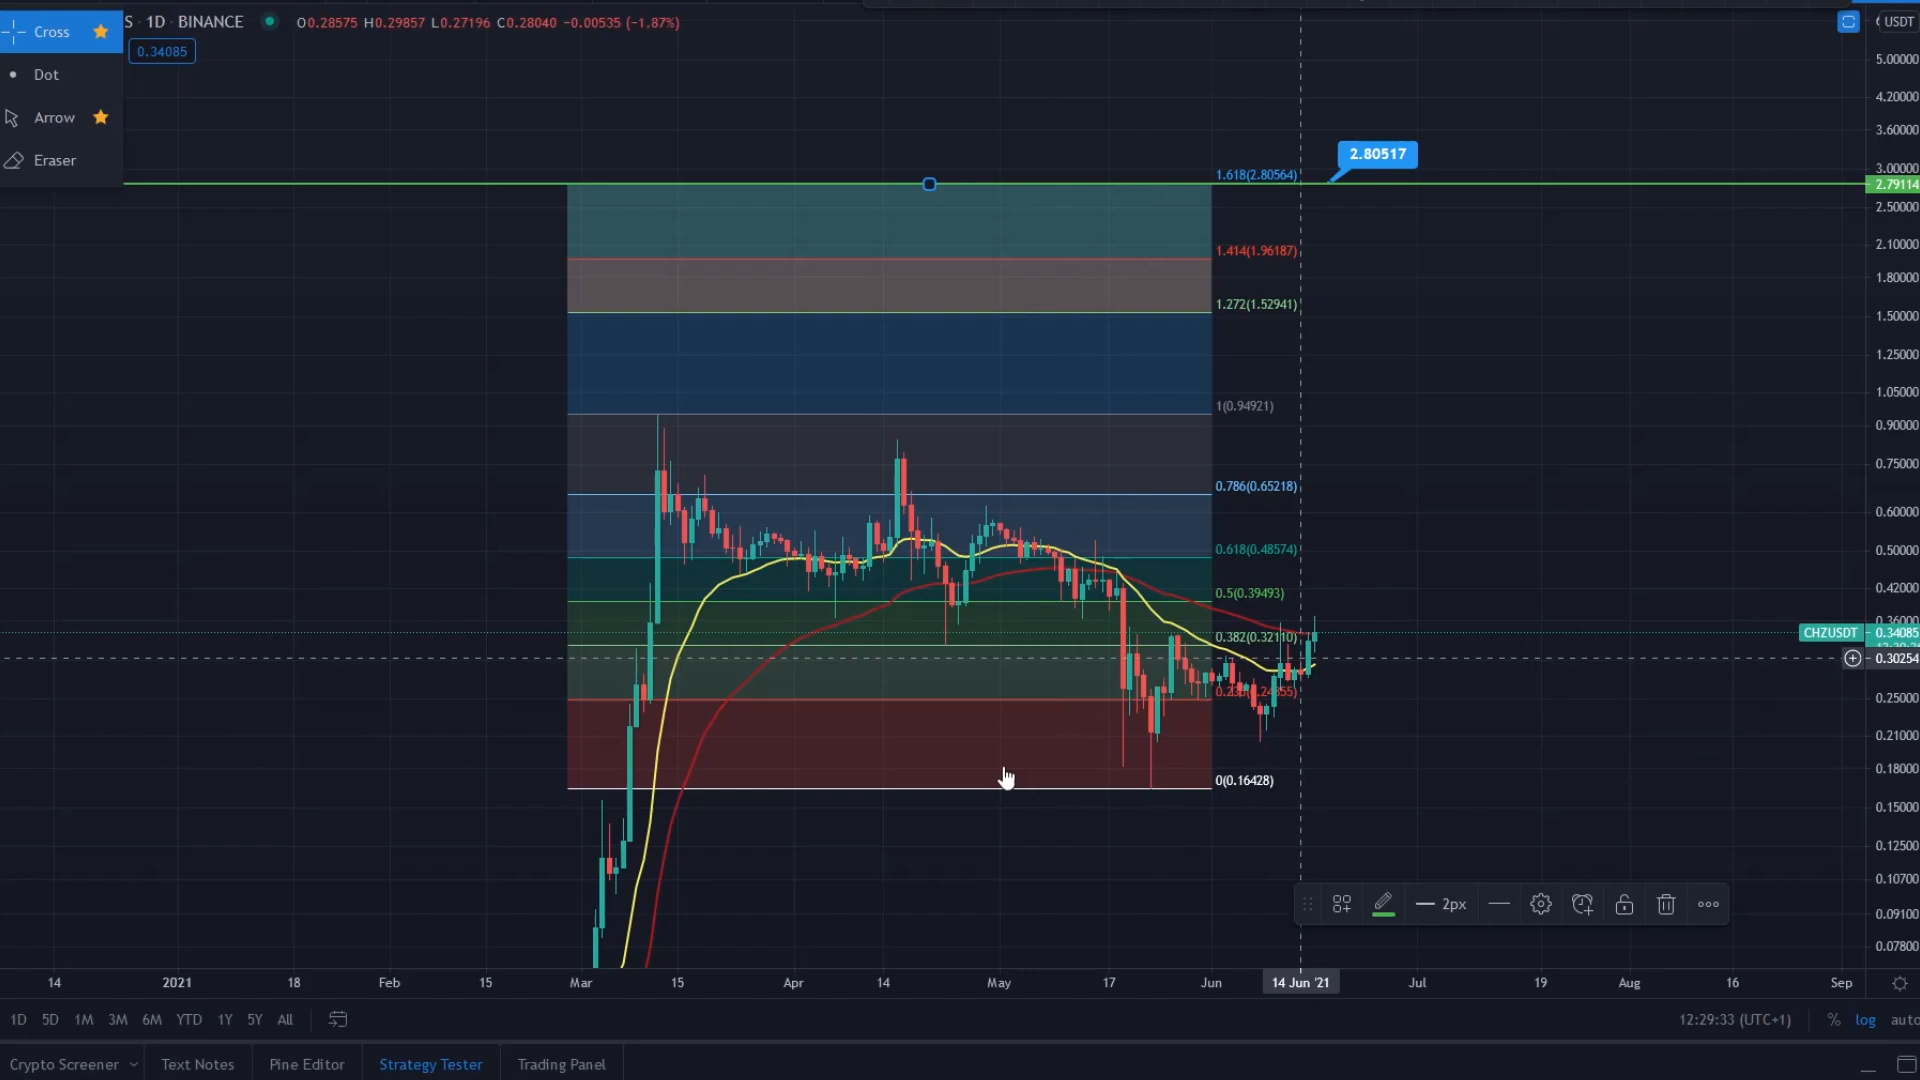 Cross
S · 1D · BINANCE
O0.28575 H0.29857 L0.27196 C0.28040 −0.00535 (−1.87%)
USDT
0.34085
5.00000
Dot
4.20000
Arrow
3.60000
Eraser
2.80517
3.00000
1.618(2.80564)
2.79114
2.50000
1.414(1.96187)
2.10000
1.80000
1.272(1.52941)
1.50000
1.25000
1.05000
1(0.94921)
0.90000
0.75000
0.786(0.65218)
0.60000
0.618(0.48574)
0.50000
0.5(0.39493)
0.42000
0.36000
0.382(0.32110)
CHZUSDT
0.34085
0.30254
0.25000
0.21000
0.18000
0(0.16428)
0.15000
0.12500
0.10700
2px
0.09100
0.07800
14 2021 18 Feb 15 Mar 15 Apr 14 May 17 Jun 14 Jun '21 Jul 19 Aug 16 Sep
1D 5D 1M 3M 6M YTD 1Y 5Y All
12:29:33 (UTC+1) % log auto
Crypto Screener Text Notes Pine Editor Strategy Tester Trading Panel